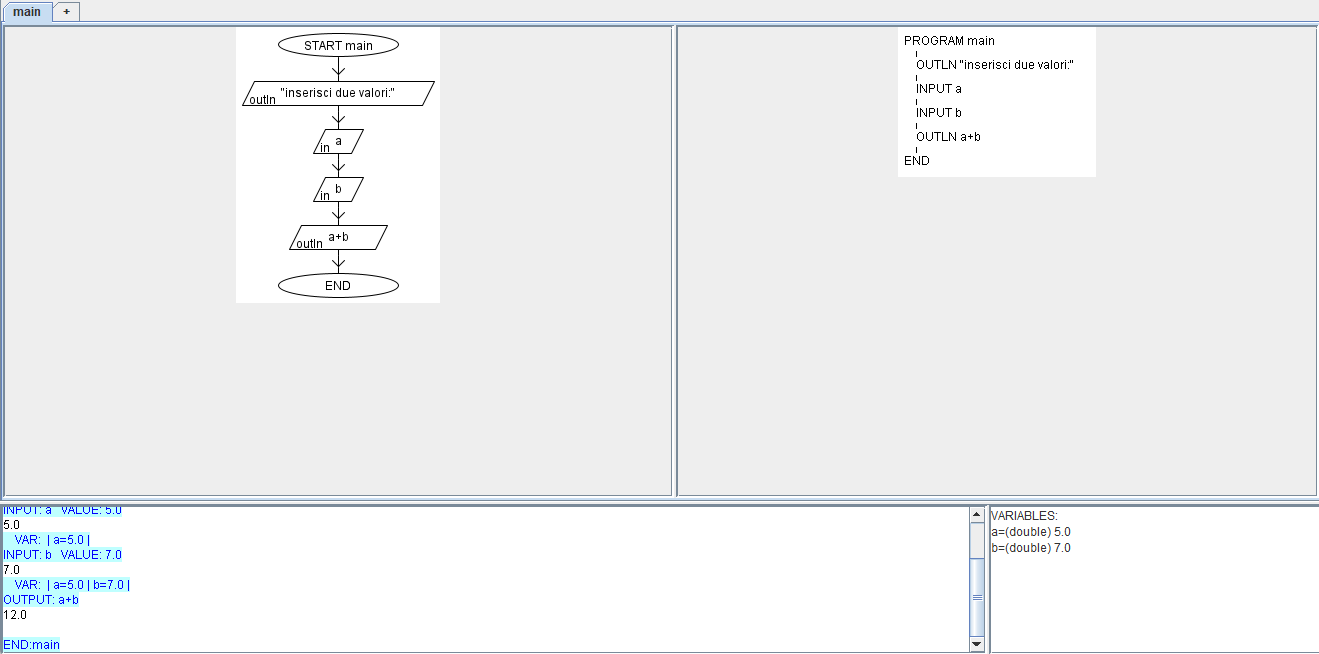 main +
START main
"inserisci due valori:"
outln
a
in
b
in
a+b
outln
END
PROGRAM main
OUTLN "inserisci due valori:"
INPUT a
INPUT b
OUTLN a+b
END
INPUT: a VALUE: 5.0
5.0
VAR: | a=5.0 |
INPUT: b VALUE: 7.0
7.0
VAR: | a=5.0 | b=7.0 |
OUTPUT: a+b
12.0
END:main
VARIABLES:
a=(double) 5.0
b=(double) 7.0